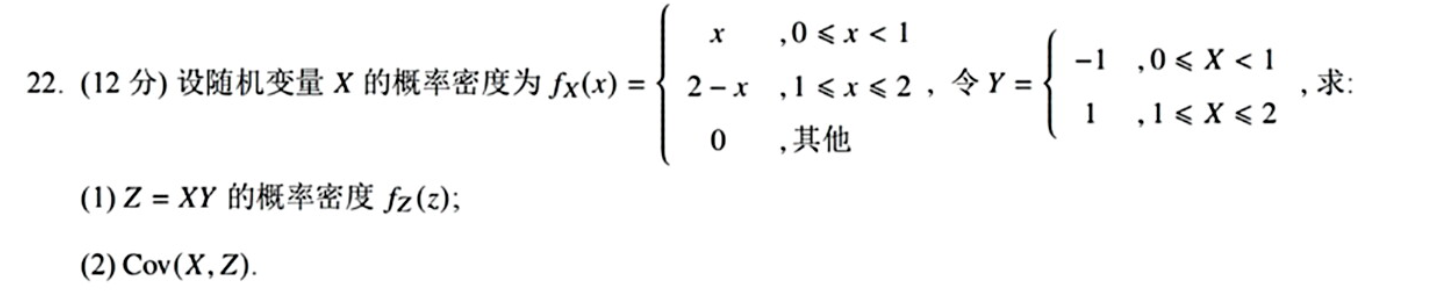 22. (12 分) 设随机变量 X 的概率密度为 fX(x) = { x ,0 ⩽ x < 1 ; 2 − x ,1 ⩽ x ⩽ 2 ; 0 ,其他 , 令 Y = { −1 ,0 ⩽ X < 1 ; 1 ,1 ⩽ X ⩽ 2 , 求:
(1) Z = XY 的概率密度 fZ(z);
(2) Cov(X, Z).